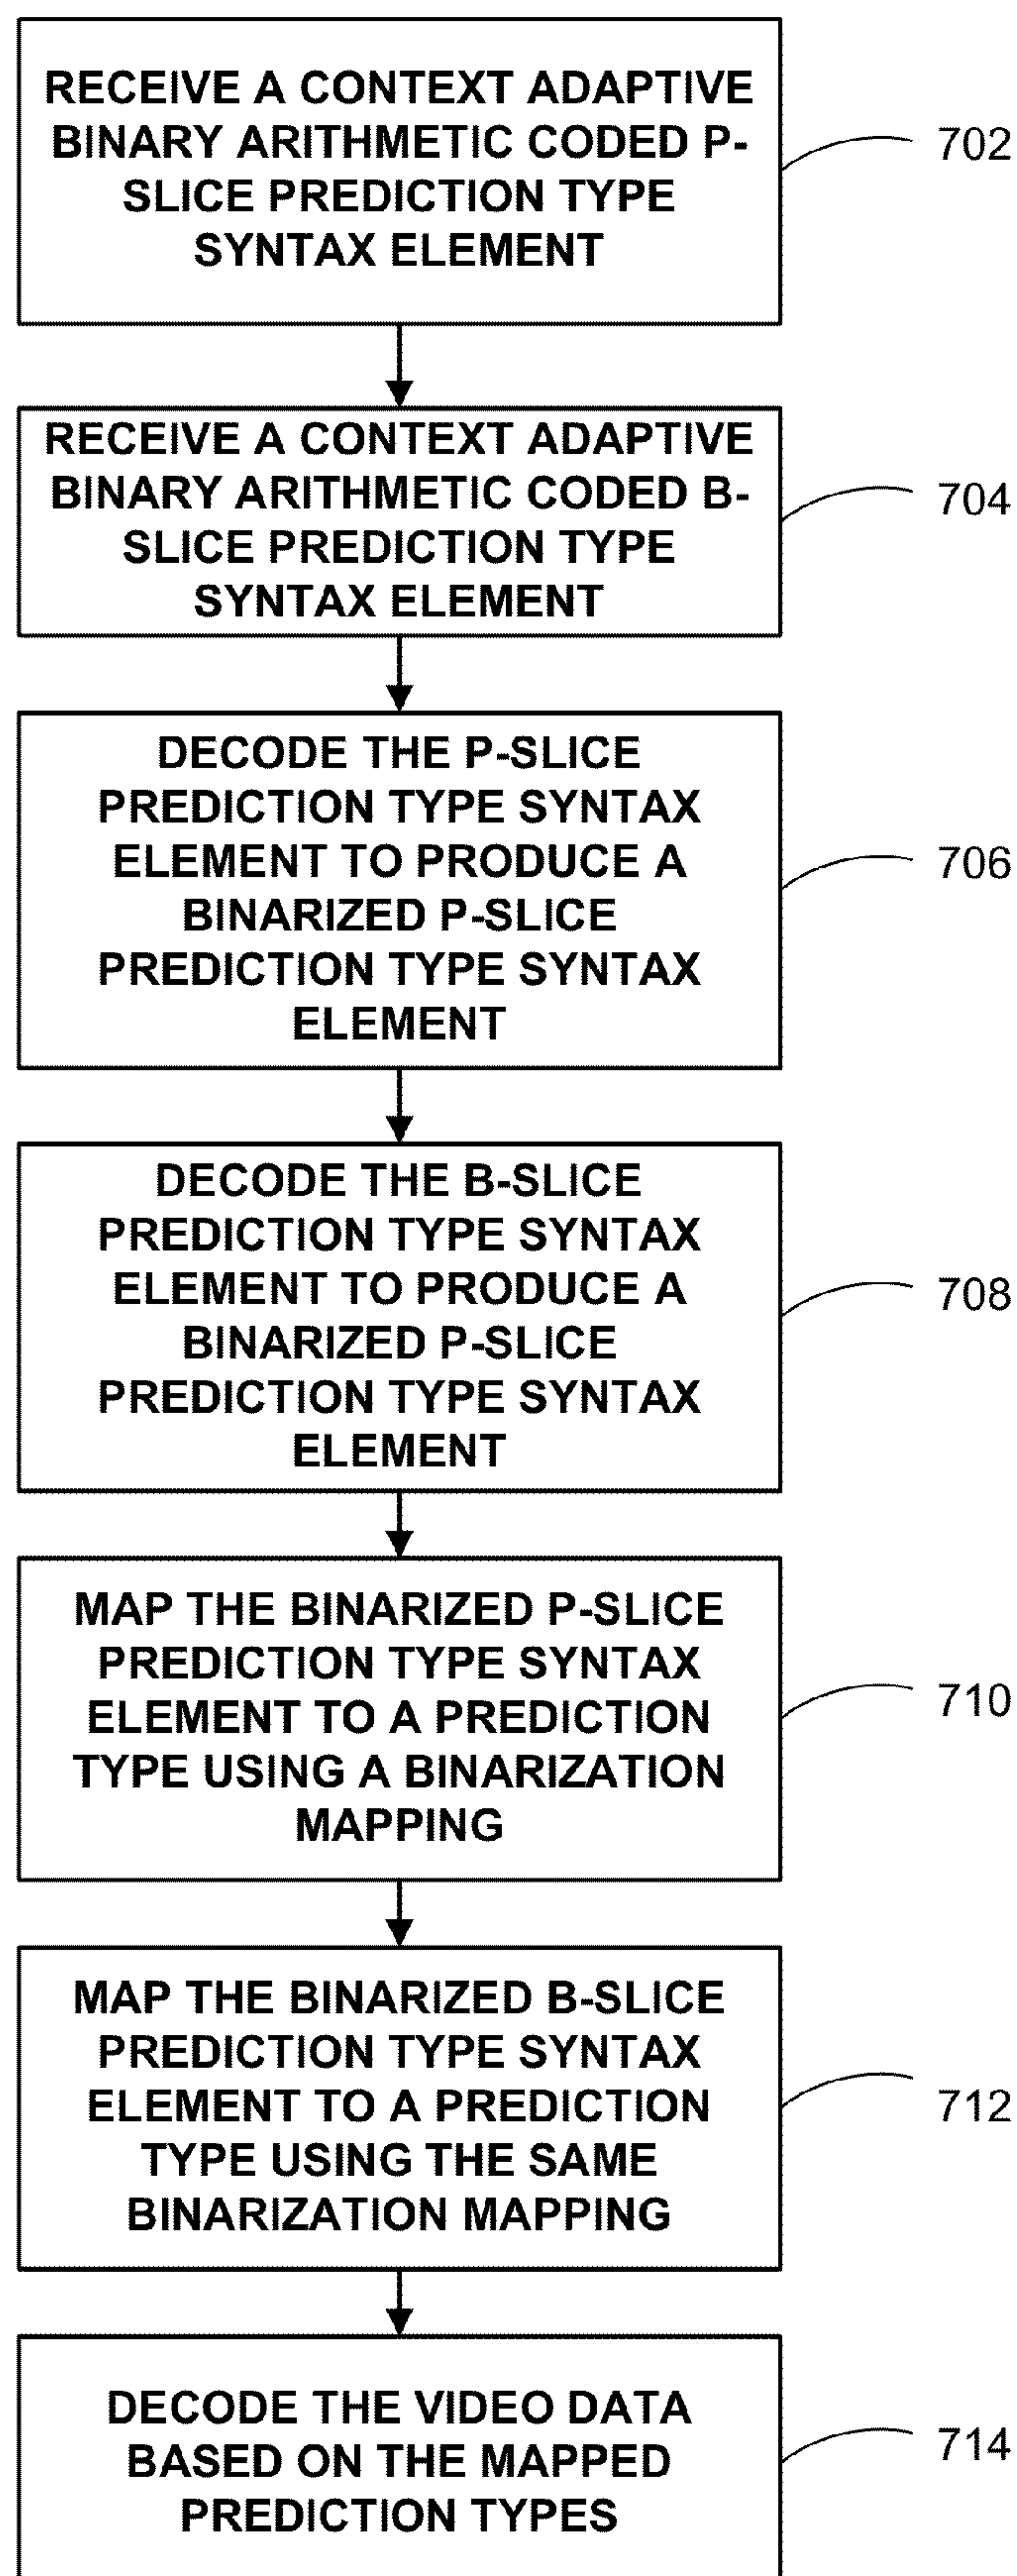 RECEIVE A CONTEXT ADAPTIVE
BINARY ARITHMETIC CODED P-
SLICE PREDICTION TYPE
SYNTAX ELEMENT
702
RECEIVE A CONTEXT ADAPTIVE
BINARY ARITHMETIC CODED B-
SLICE PREDICTION TYPE
SYNTAX ELEMENT
704
DECODE THE P-SLICE
PREDICTION TYPE SYNTAX
ELEMENT TO PRODUCE A
BINARIZED P-SLICE
PREDICTION TYPE SYNTAX
ELEMENT
706
DECODE THE B-SLICE
PREDICTION TYPE SYNTAX
ELEMENT TO PRODUCE A
BINARIZED P-SLICE
PREDICTION TYPE SYNTAX
ELEMENT
708
MAP THE BINARIZED P-SLICE
PREDICTION TYPE SYNTAX
ELEMENT TO A PREDICTION
TYPE USING A BINARIZATION
MAPPING
710
MAP THE BINARIZED B-SLICE
PREDICTION TYPE SYNTAX
ELEMENT TO A PREDICTION
TYPE USING THE SAME
BINARIZATION MAPPING
712
DECODE THE VIDEO DATA
BASED ON THE MAPPED
PREDICTION TYPES
714